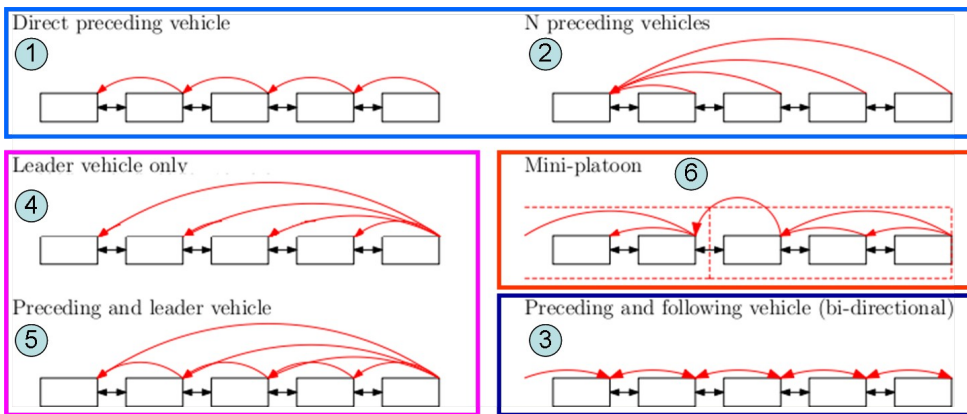 Direct preceding vehicle
1
N preceding vehicles
2
Leader vehicle only
4
Mini-platoon
6
Preceding and leader vehicle
5
Preceding and following vehicle (bi-directional)
3